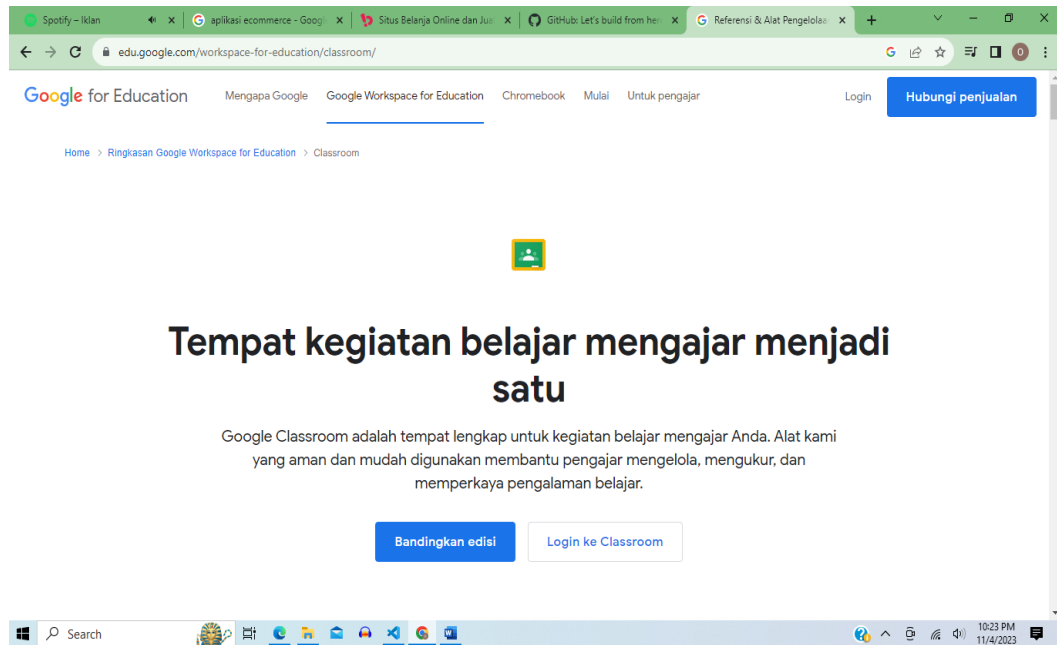 Spotify – Iklan
aplikasi ecommerce - Googl
Situs Belanja Online dan Jua
GitHub: Let's build from her
Referensi & Alat Pengelolaa
edu.google.com/workspace-for-education/classroom/
Google for Education
Mengapa Google
Google Workspace for Education
Chromebook
Mulai
Untuk pengajar
Login
Hubungi penjualan
Home > Ringkasan Google Workspace for Education > Classroom
Tempat kegiatan belajar mengajar menjadi
satu
Google Classroom adalah tempat lengkap untuk kegiatan belajar mengajar Anda. Alat kami
yang aman dan mudah digunakan membantu pengajar mengelola, mengukur, dan
memperkaya pengalaman belajar.
Bandingkan edisi
Login ke Classroom
Search
10:23 PM
11/4/2023